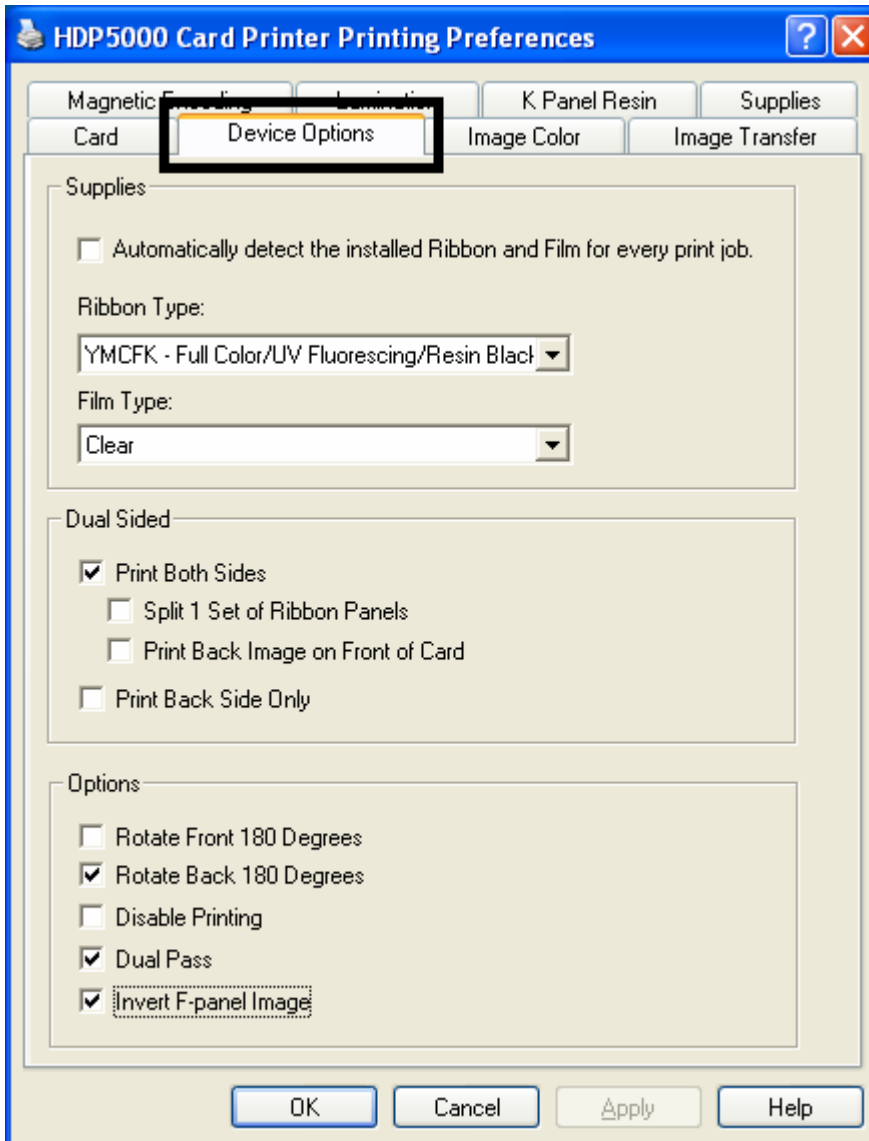 HDP5000 Card Printer Printing Preferences
Magnetic Encoding Lamination K Panel Resin Supplies
Card Device Options Image Color Image Transfer
Supplies
Automatically detect the installed Ribbon and Film for every print job.
Ribbon Type:
YMCFK - Full Color/UV Fluorescing/Resin Blacl
Film Type:
Clear
Dual Sided
Print Both Sides
Split 1 Set of Ribbon Panels
Print Back Image on Front of Card
Print Back Side Only
Options
Rotate Front 180 Degrees
Rotate Back 180 Degrees
Disable Printing
Dual Pass
Invert F-panel Image
OK Cancel Apply Help